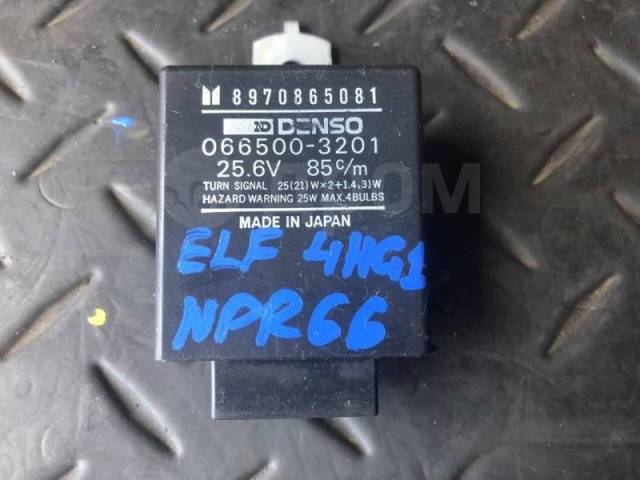 8970865081
ND DENSO
066500-3201
25.6V 85c/m
TURN SIGNAL 25(21)W×2+1.4,3)W
HAZARD WARNING 25W MAX.4BULBS
MADE IN JAPAN
ELF 4HG1
NPR66